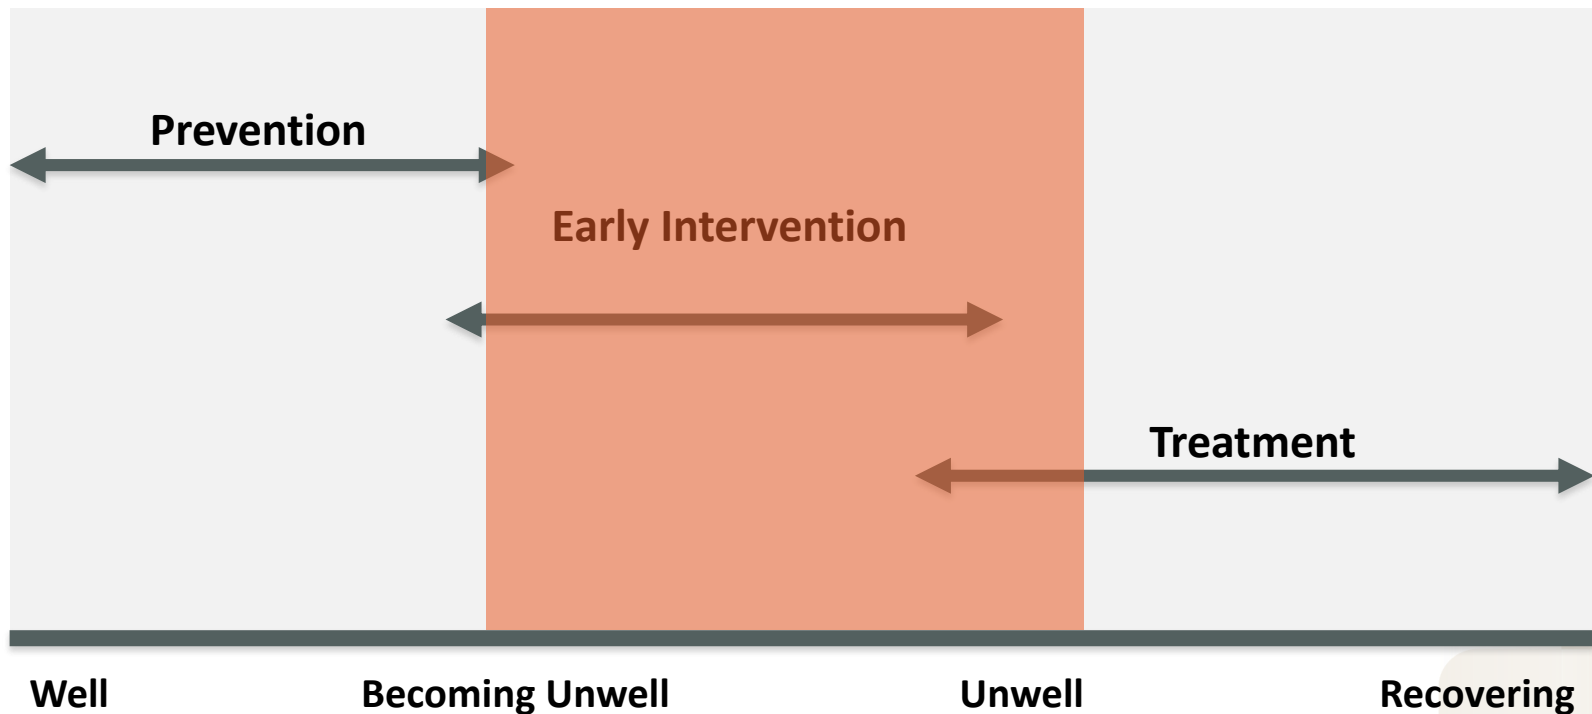 Prevention
Early Intervention
Treatment
Well Becoming Unwell Unwell Recovering